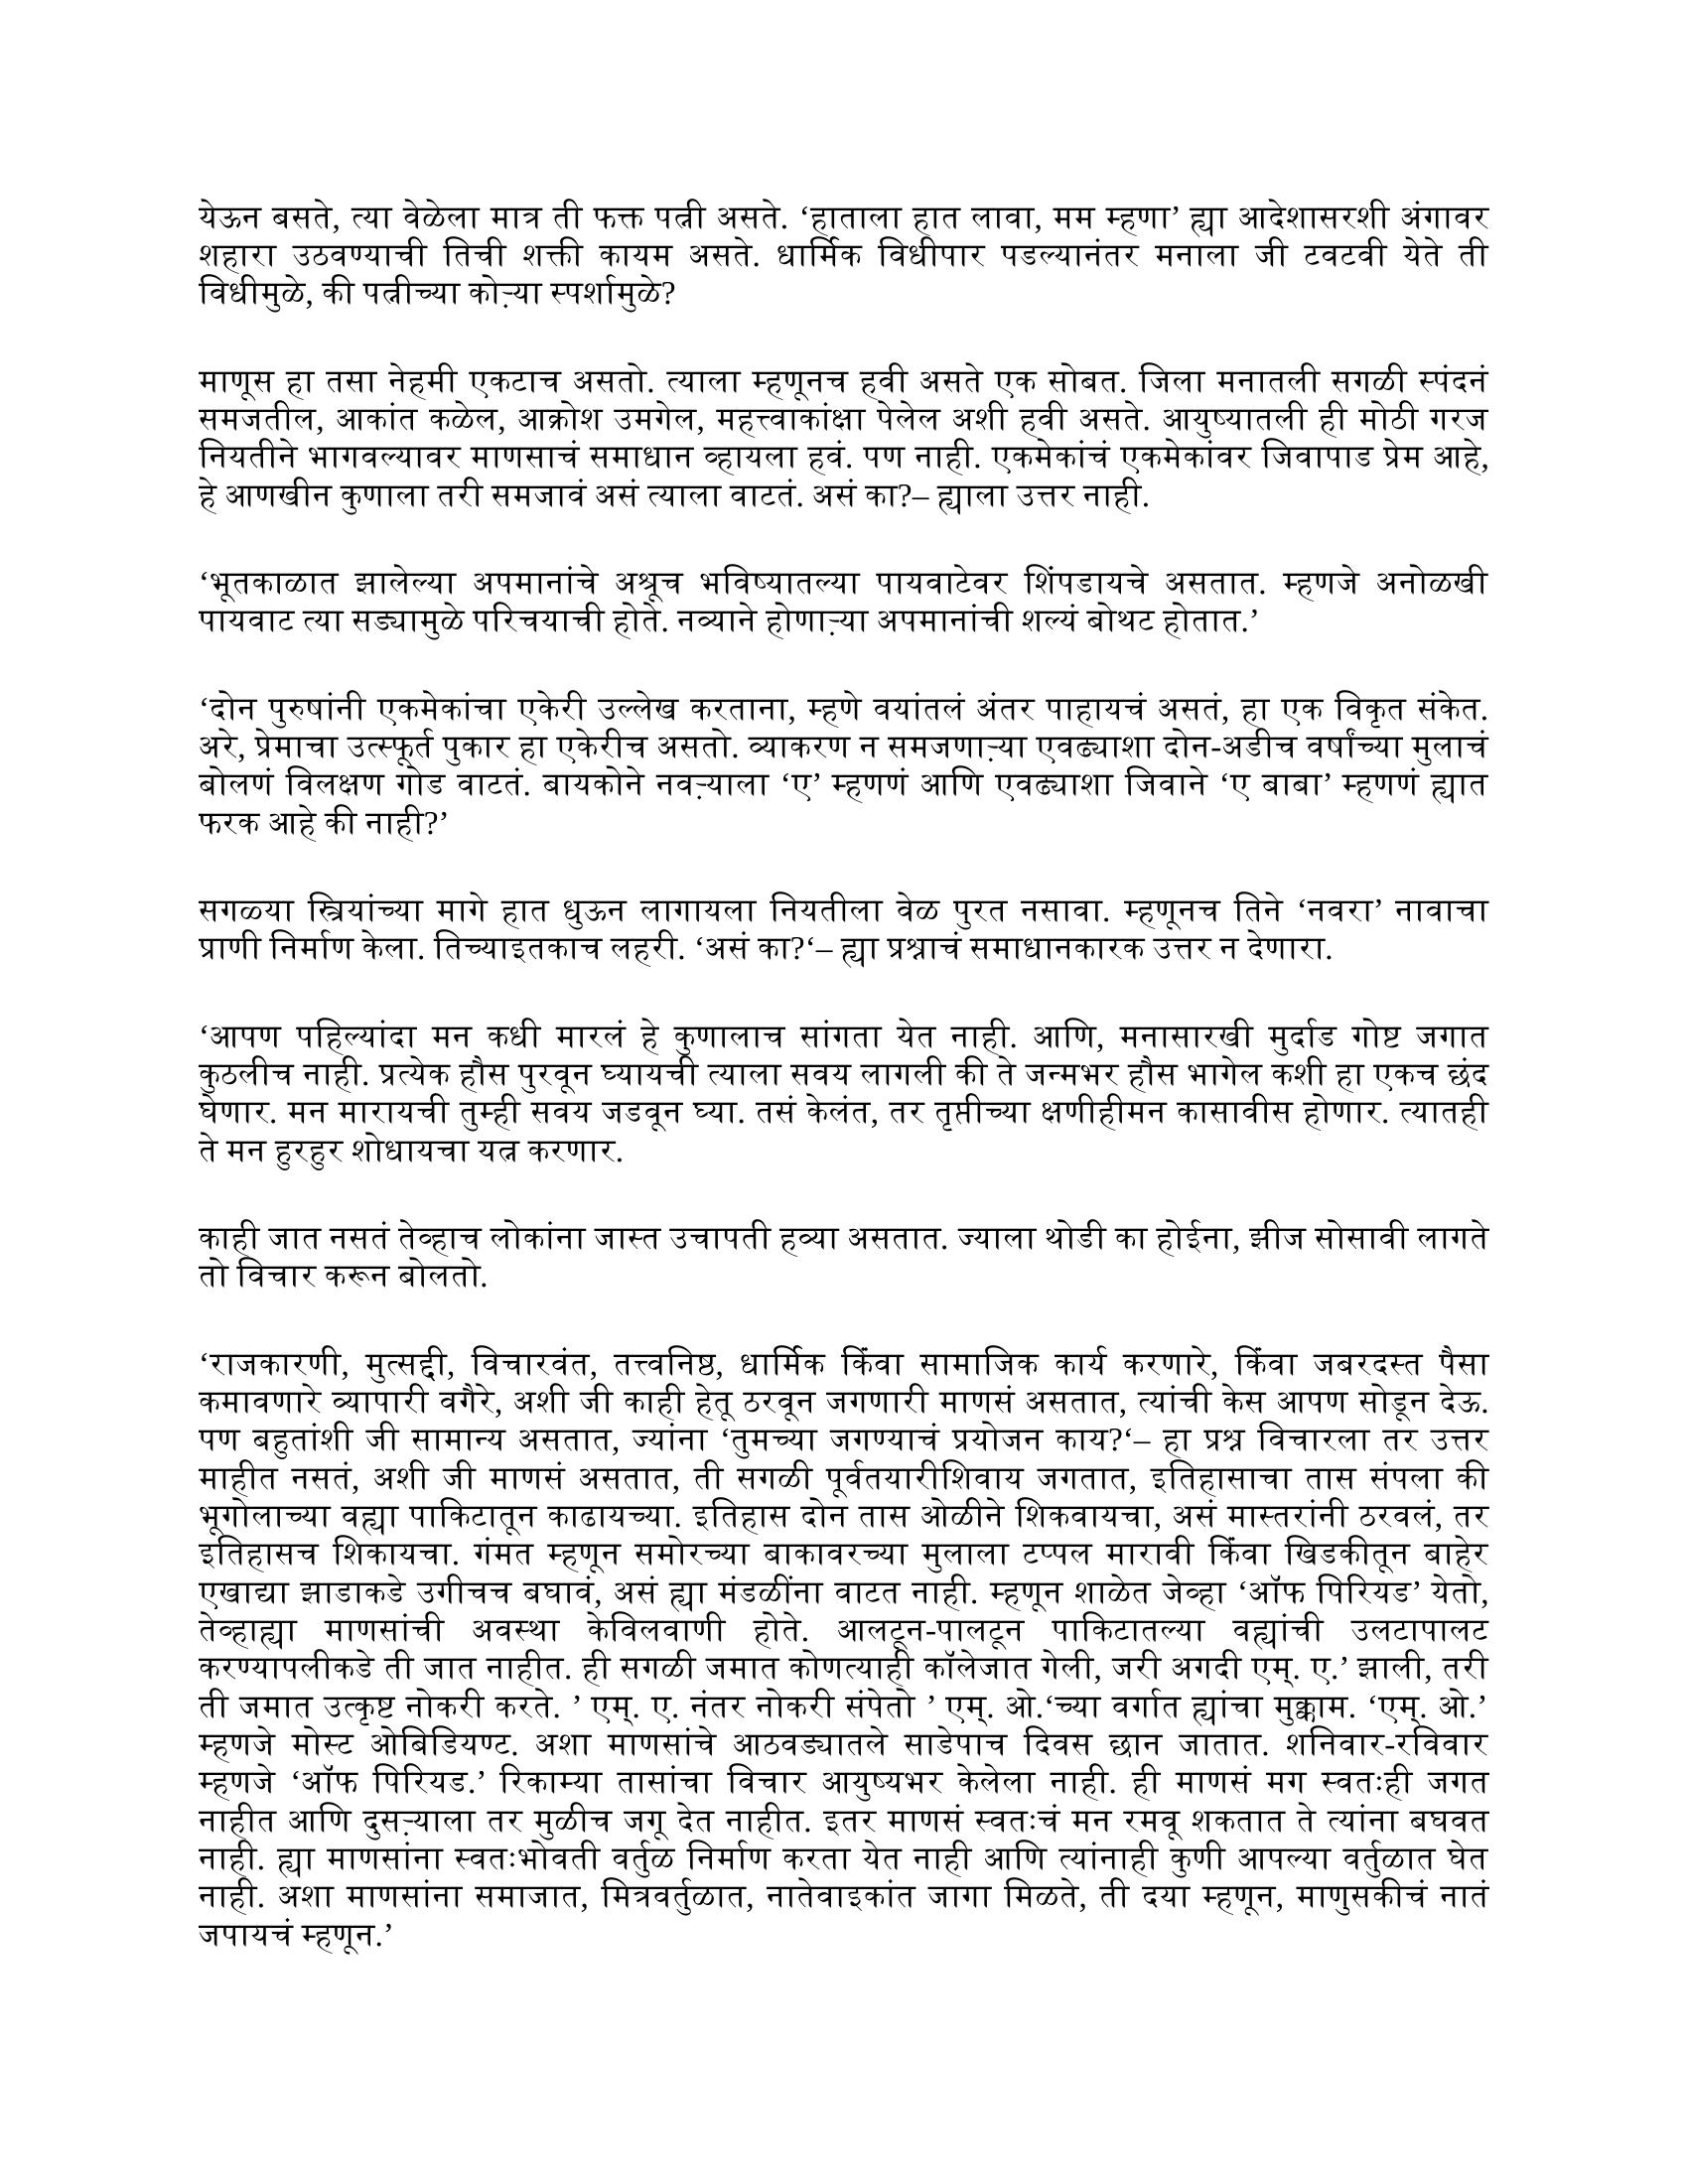 येऊन बसते, त्या वेळेला मात्र ती फक्त पत्नी असते. ‘हाताला हात लावा, मम म्हणा’ ह्या आदेशासरशी अंगावर
शहारा उठवण्याची तिची शक्ती कायम असते. धार्मिक विधीपार पडल्यानंतर मनाला जी टवटवी येते ती
विधीमुळे, की पत्नीच्या कोऱ्या स्पर्शामुळे?
माणूस हा तसा नेहमी एकटाच असतो. त्याला म्हणूनच हवी असते एक सोबत. जिला मनातली सगळी स्पंदनं
समजतील, आकांत कळेल, आक्रोश उमगेल, महत्त्वाकांक्षा पेलेल अशी हवी असते. आयुष्यातली ही मोठी गरज
नियतीने भागवल्यावर माणसाचं समाधान व्हायला हवं. पण नाही. एकमेकांचं एकमेकांवर जिवापाड प्रेम आहे,
हे आणखीन कुणाला तरी समजावं असं त्याला वाटतं. असं का?– ह्याला उत्तर नाही.
‘भूतकाळात झालेल्या अपमानांचे अश्रूच भविष्यातल्या पायवाटेवर शिंपडायचे असतात. म्हणजे अनोळखी
पायवाट त्या सड्यामुळे परिचयाची होते. नव्याने होणाऱ्या अपमानांची शल्यं बोथट होतात.’
‘दोन पुरुषांनी एकमेकांचा एकेरी उल्लेख करताना, म्हणे वयांतलं अंतर पाहायचं असतं, हा एक विकृत संकेत.
अरे, प्रेमाचा उत्स्फूर्त पुकार हा एकेरीच असतो. व्याकरण न समजणाऱ्या एवढ्याशा दोन-अडीच वर्षांच्या मुलाचं
बोलणं विलक्षण गोड वाटतं. बायकोने नवऱ्याला ‘ए’ म्हणणं आणि एवढ्याशा जिवाने ‘ए बाबा’ म्हणणं ह्यात
फरक आहे की नाही?’
सगळ्या स्त्रियांच्या मागे हात धुऊन लागायला नियतीला वेळ पुरत नसावा. म्हणूनच तिने ‘नवरा’ नावाचा
प्राणी निर्माण केला. तिच्याइतकाच लहरी. ‘असं का?‘– ह्या प्रश्नाचं समाधानकारक उत्तर न देणारा.
‘आपण पहिल्यांदा मन कधी मारलं हे कुणालाच सांगता येत नाही. आणि, मनासारखी मुर्दाड गोष्ट जगात
कुठलीच नाही. प्रत्येक हौस पुरवून घ्यायची त्याला सवय लागली की ते जन्मभर हौस भागेल कशी हा एकच छंद
घेणार. मन मारायची तुम्ही सवय जडवून घ्या. तसं केलंत, तर तृप्तीच्या क्षणीहीमन कासावीस होणार. त्यातही
ते मन हुरहुर शोधायचा यत्न करणार.
काही जात नसतं तेव्हाच लोकांना जास्त उचापती हव्या असतात. ज्याला थोडी का होईना, झीज सोसावी लागते
तो विचार करून बोलतो.
‘राजकारणी, मुत्सद्दी, विचारवंत, तत्त्वनिष्ठ, धार्मिक किंवा सामाजिक कार्य करणारे, किंवा जबरदस्त पैसा
कमावणारे व्यापारी वगैरे, अशी जी काही हेतू ठरवून जगणारी माणसं असतात, त्यांची केस आपण सोडून देऊ.
पण बहुतांशी जी सामान्य असतात, ज्यांना ‘तुमच्या जगण्याचं प्रयोजन काय?‘– हा प्रश्न विचारला तर उत्तर
माहीत नसतं, अशी जी माणसं असतात, ती सगळी पूर्वतयारीशिवाय जगतात, इतिहासाचा तास संपला की
भूगोलाच्या वह्या पाकिटातून काढायच्या. इतिहास दोन तास ओळीने शिकवायचा, असं मास्तरांनी ठरवलं, तर
इतिहासच शिकायचा. गंमत म्हणून समोरच्या बाकावरच्या मुलाला टप्पल मारावी किंवा खिडकीतून बाहेर
एखाद्या झाडाकडे उगीचच बघावं, असं ह्या मंडळींना वाटत नाही. म्हणून शाळेत जेव्हा ‘ऑफ पिरियड’ येतो,
तेव्हाह्या माणसांची अवस्था केविलवाणी होते. आलटून-पालटून पाकिटातल्या वह्यांची उलटापालट
करण्यापलीकडे ती जात नाहीत. ही सगळी जमात कोणत्याही कॉलेजात गेली, जरी अगदी एम्. ए.’ झाली, तरी
ती जमात उत्कृष्ट नोकरी करते. ’ एम्. ए. नंतर नोकरी संपेतो ’ एम्. ओ.‘च्या वर्गात ह्यांचा मुक्काम. ‘एम्. ओ.’
म्हणजे मोस्ट ओबिडियण्ट. अशा माणसांचे आठवड्यातले साडेपाच दिवस छान जातात. शनिवार-रविवार
म्हणजे ‘ऑफ पिरियड.’ रिकाम्या तासांचा विचार आयुष्यभर केलेला नाही. ही माणसं मग स्वतःही जगत
नाहीत आणि दुसऱ्याला तर मुळीच जगू देत नाहीत. इतर माणसं स्वतःचं मन रमवू शकतात ते त्यांना बघवत
नाही. ह्या माणसांना स्वतःभोवती वर्तुळ निर्माण करता येत नाही आणि त्यांनाही कुणी आपल्या वर्तुळात घेत
नाही. अशा माणसांना समाजात, मित्रवर्तुळात, नातेवाइकांत जागा मिळते, ती दया म्हणून, माणुसकीचं नातं
जपायचं म्हणून.’